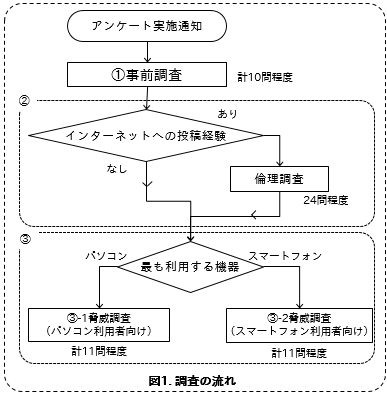 アンケート実施通知
①事前調査
計10問程度
②
あり
インターネットへの投稿経験
なし
倫理調査
24問程度
③
パソコン
スマートフォン
最も利用する機器
③-1脅威調査
(パソコン利用者向け)
計11問程度
③-2脅威調査
(スマートフォン利用者向け)
計11問程度
図1. 調査の流れ